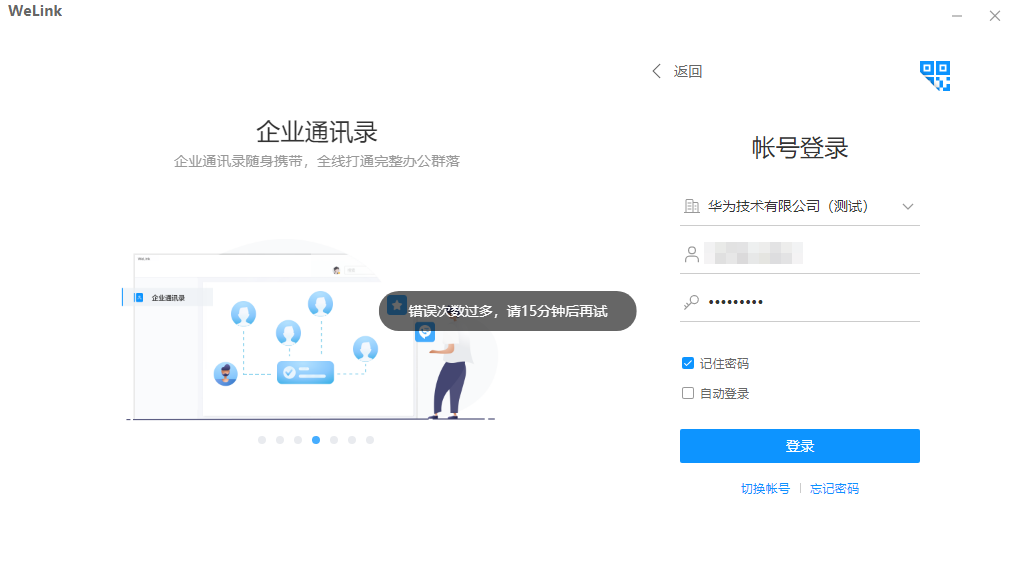 WeLink
返回
企业通讯录
企业通讯录随身携带，全线打通完整办公群落
企业通讯录
错误次数过多，请15分钟后再试
帐号登录
华为技术有限公司（测试）
•••••••••
记住密码
自动登录
登录
切换帐号 | 忘记密码